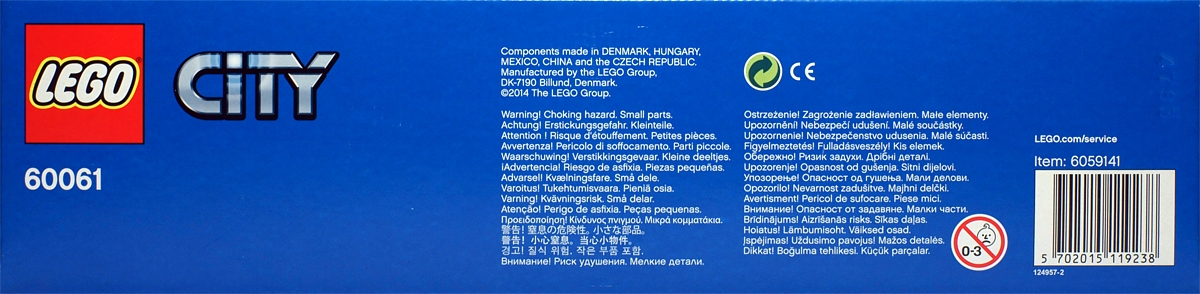 LEGO
CITY
60061
Components made in DENMARK, HUNGARY,
MEXICO, CHINA and the CZECH REPUBLIC.
Manufactured by the LEGO Group,
DK-7190 Billund, Denmark.
©2014 The LEGO Group.
Warning! Choking hazard. Small parts.
Achtung! Erstickungsgefahr. Kleinteile.
Attention ! Risque d'étouffement. Petites pièces.
Avvertenza! Pericolo di soffocamento. Parti piccole.
Waarschuwing! Verstikkingsgevaar. Kleine deeltjes.
¡Advertencia! Riesgo de asfixia. Piezas pequeñas.
Advarsel! Kvælningsfare. Små dele.
Varoitus! Tukehtumisvaara. Pieniä osia.
Varning! Kvävningsrisk. Små delar.
Atenção! Perigo de asfixia. Peças pequenas.
Προειδοποίηση! Κίνδυνος πνιγμού. Μικρά κομματάκια.
警告! 窒息の危険性。小さな部品。
警告! 小心窒息。当心小物件。
경고! 질식 위험. 작은 부품 포함.
Внимание! Риск удушения. Мелкие детали.
CE
Ostrzeżenie! Zagrożenie zadławieniem. Małe elementy.
Upozornění! Nebezpečí udušení. Malé součástky.
Upozornenie! Nebezpečenstvo udusenia. Malé súčasti.
Figyelmeztetés! Fulladásveszély! Kis elemek.
Обережно! Ризик задухи. Дрібні деталі.
Upozorenje! Opasnost od gušenja. Sitni dijelovi.
Упозорење! Опасност од гушења. Мали делови.
Opozorilo! Nevarnost zadušitve. Majhni delčki.
Avertisment! Pericol de sufocare. Piese mici.
Внимание! Опасност от задавяне. Малки части.
Brīdinājums! Aizrīšanās risks. Sīkas daļas.
Hoiatus! Lämbumisoht. Väiksed osad.
Įspėjimas! Uždusimo pavojus! Mažos detalės.
Dikkat! Boğulma tehlikesi. Küçük parçalar.
0-3
LEGO.com/service
Item: 6059141
5 702015 119238
124957-2